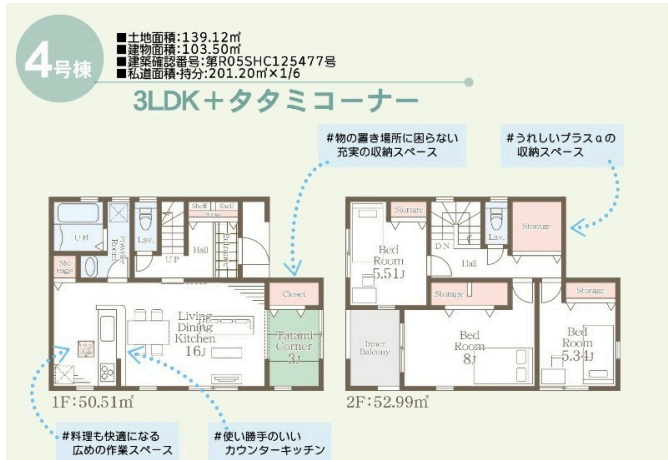 4号棟
■土地面積:139.12㎡
■建物面積:103.50㎡
■建築確認番号:第R05SHC125477号
■私道面積・持分:201.20㎡×1/6
3LDK+タタミコーナー
#物の置き場所に困らない
充実の収納スペース
#うれしいプラスαの
収納スペース
U B
Powder
Room
Lav.
UP
Shelf
Shelf
Storage
Hall
Entrance
Sto
rage
Living
Dining
Kitchen
16J
Closet
Tatami
Corner
3J
1F:50.51㎡
Bed
Room
5.51J
Storage
DN
Lav.
Hall
Storage
Storage
Storage
Inner
Balcony
Bed
Room
8J
Bed
Room
5.34J
2F:52.99㎡
#料理も快適になる
広めの作業スペース
#使い勝手のいい
カウンターキッチン